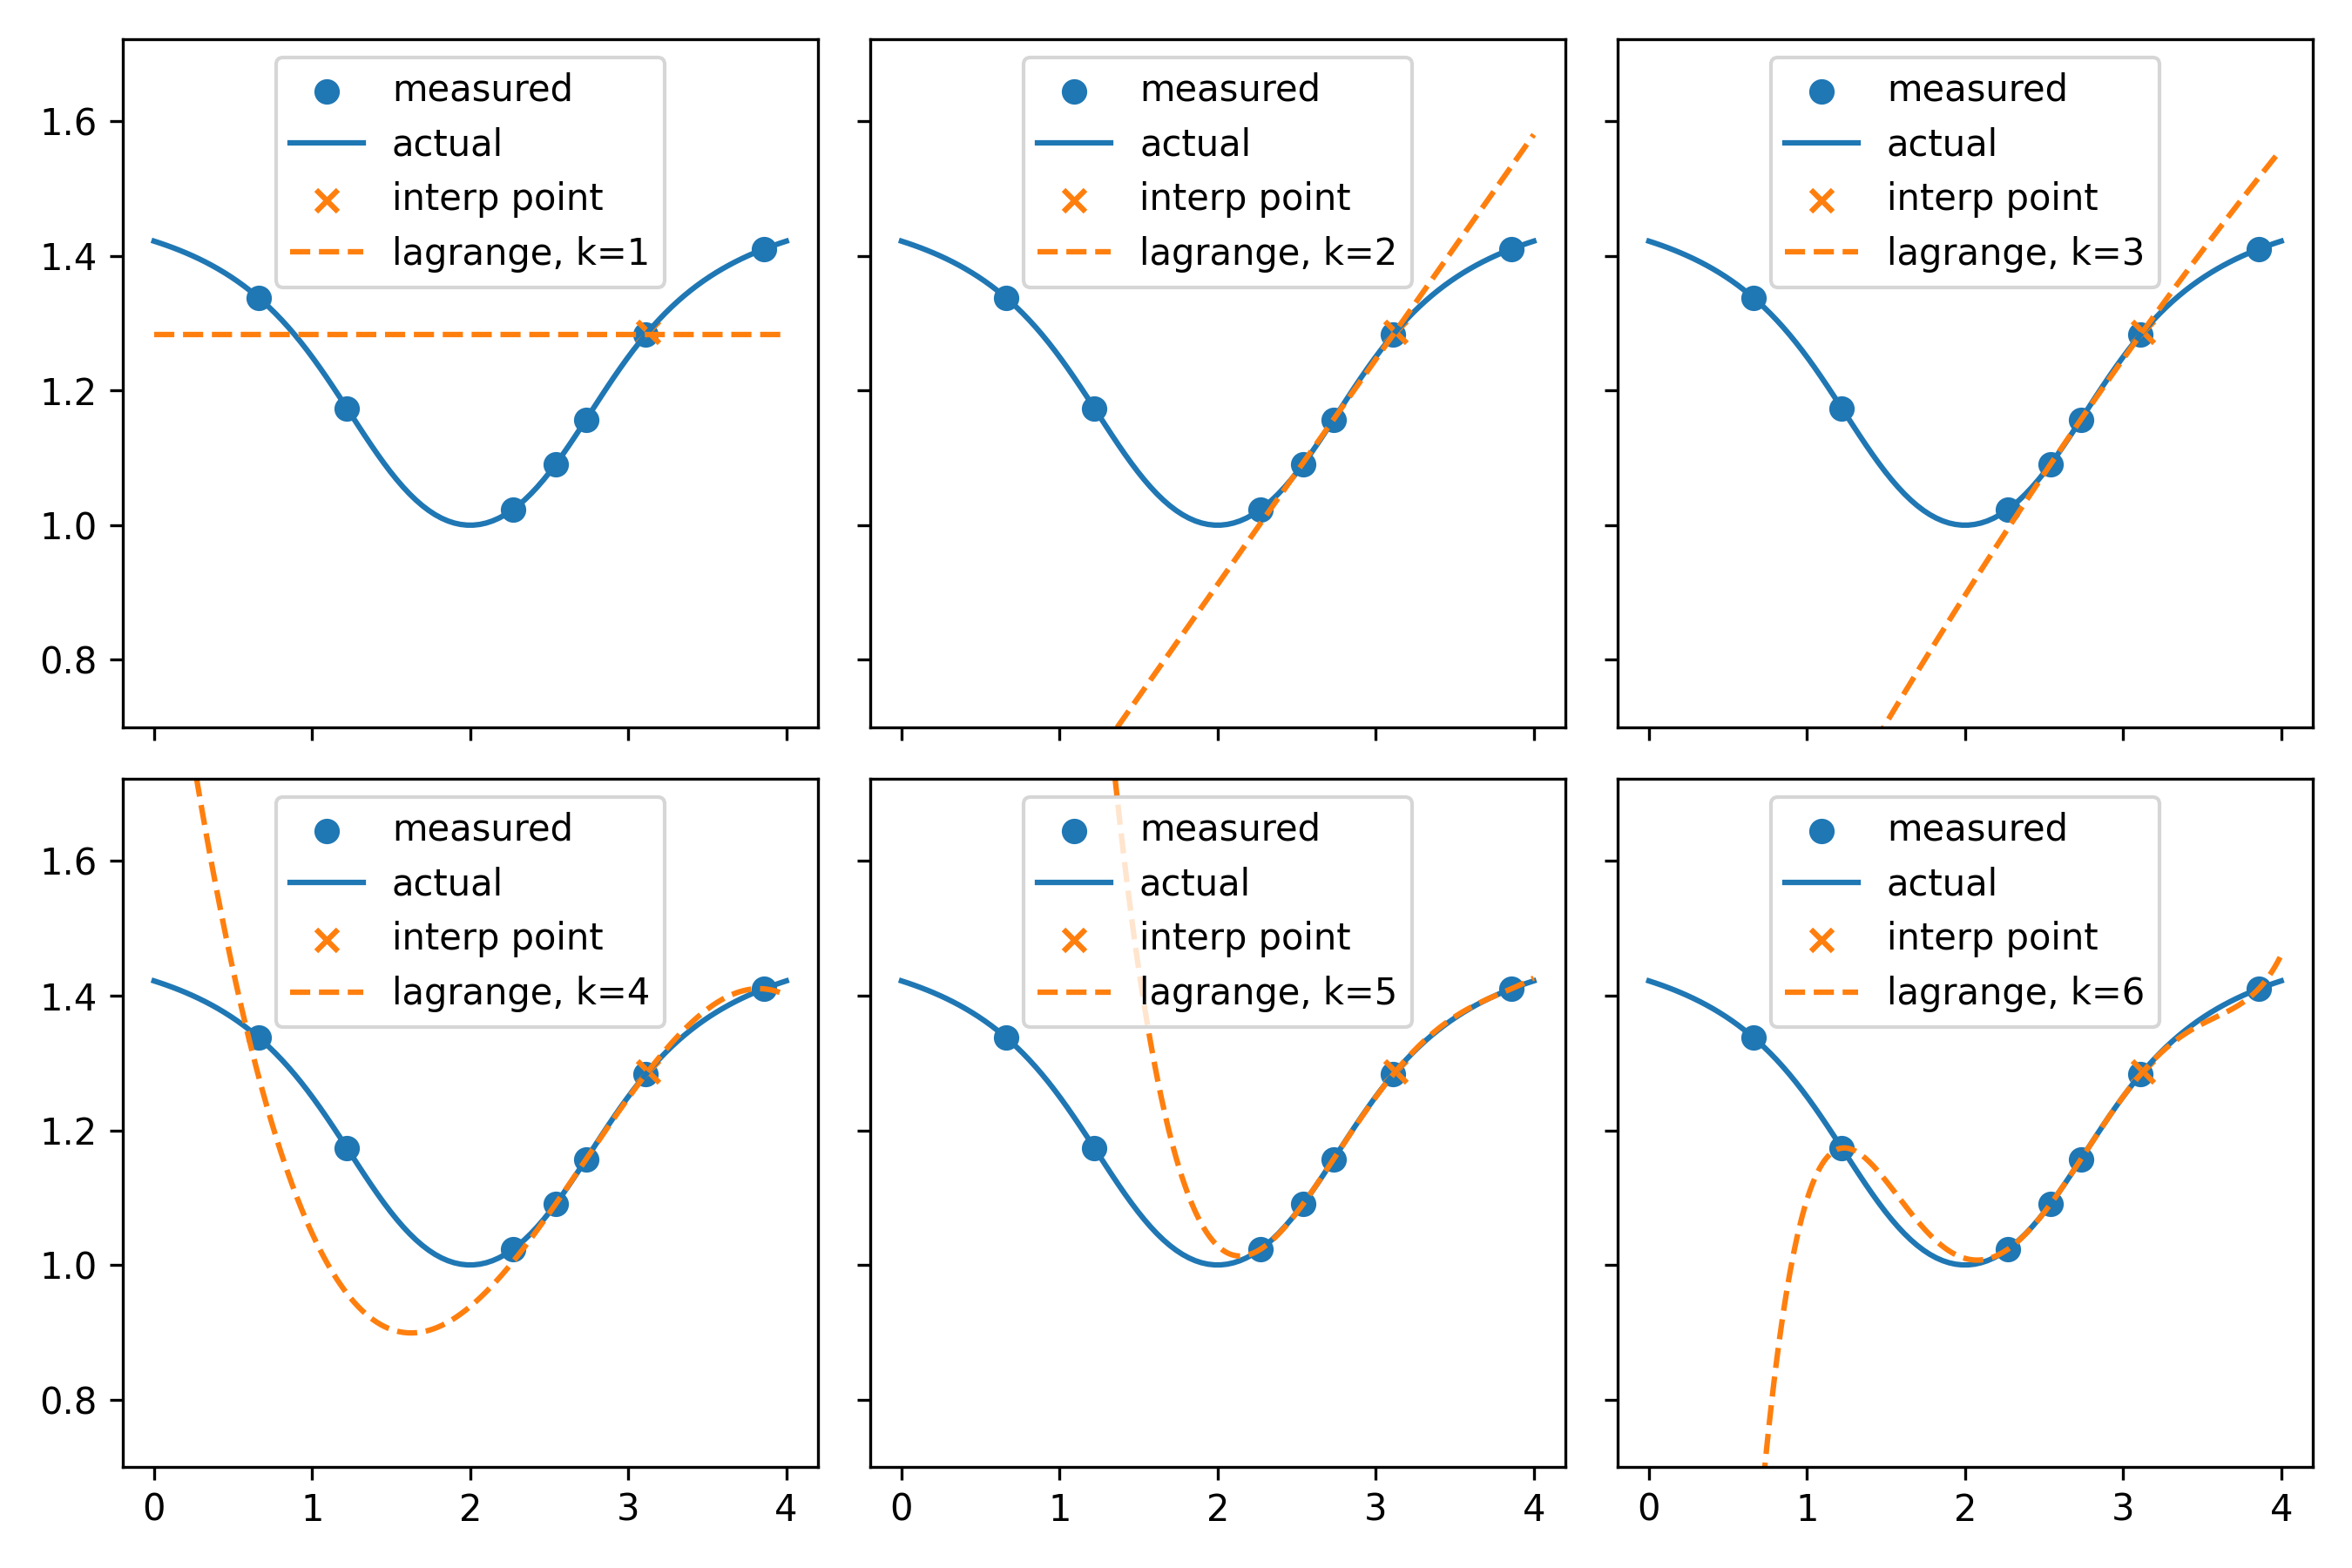 measured
actual
interp point
lagrange, k=1
measured
actual
interp point
lagrange, k=2
measured
actual
interp point
lagrange, k=3
1.6
1.4
1.2
1.0
0.8
measured
actual
interp point
lagrange, k=4
measured
actual
interp point
lagrange, k=5
measured
actual
interp point
lagrange, k=6
1.6
1.4
1.2
1.0
0.8
0 1 2 3 4
0 1 2 3 4
0 1 2 3 4